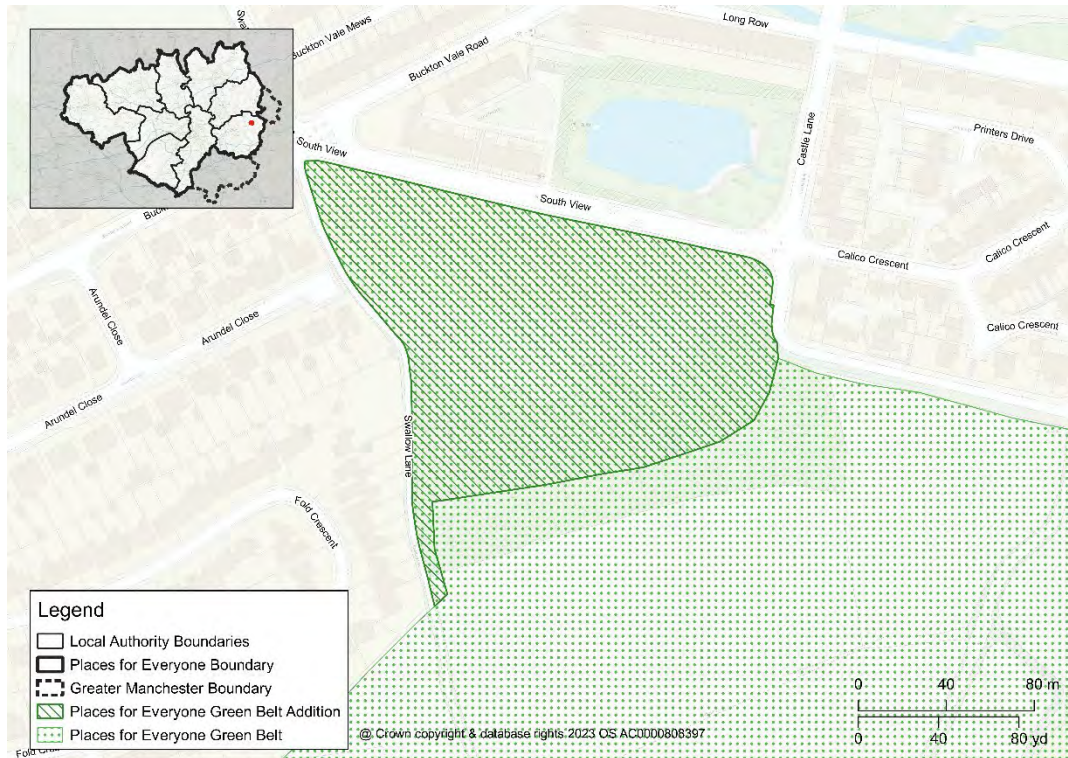 Long Row
Buckton Vale Mews
Buckton Vale Road
Castle Lane
Printers Drive
South View
South View
Calico Crescent
Calico Crescent
Calico Crescent
Arundel Close
Arundel Close
Arundel Close
Swallow Lane
Fold Crescent
Legend
Local Authority Boundaries
Places for Everyone Boundary
Greater Manchester Boundary
Places for Everyone Green Belt Addition
Places for Everyone Green Belt
@ Crown copyright & database rights 2023 OS AC0000808397
0 40 80 m
0 40 80 yd